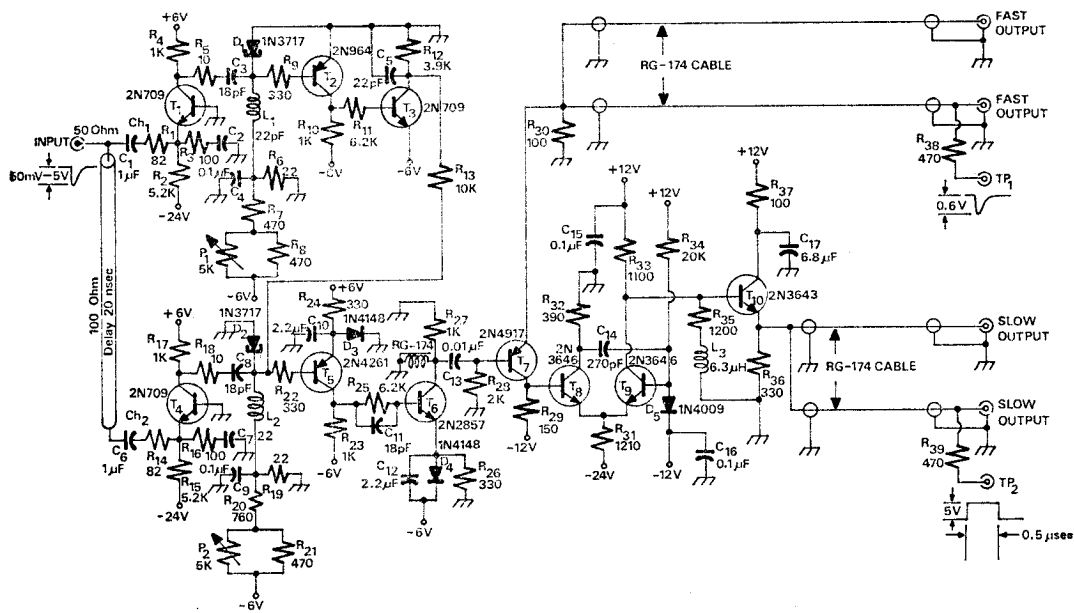 +6V
R4
1K
R5
10
D1
1N3717
C3
18pF
R9
330
2N964
T2
C5
22pF
R12
3.9K
2N709
T1
L1
22pF
R10
1K
-6V
R11
6.2K
T3
2N709
-6V
INPUT
50 Ohm
Ch1
C1
1µF
R1
82
R3
100
C2
0.1µF
50mV-5V
R2
5.2K
-24V
C4
R6
22
R7
470
P1
5K
R8
470
-6V
R13
10K
100 Ohm
Delay 20 nsec
+6V
R17
1K
R18
10
1N3717
D2
C8
18pF
R22
330
2N709
T4
L2
Ch2
C6
1µF
R14
82
R16
100
C7
22
0.1µF
R15
5.2K
-24V
C9
R19
22
R20
760
P2
5K
R21
470
-6V
+6V
R24
330
C10
2.2µF
1N4148
D3
2N4261
T5
R23
1K
-6V
R25
6.2K
C11
18pF
RG-174
R27
1K
0.01µF
C13
T6
2N2857
1N4148
C12
2.2µF
D4
R26
330
-6V
R28
2K
2N4917
T7
R29
150
-12V
R30
100
RG-174 CABLE
FAST
OUTPUT
FAST
OUTPUT
R38
470
TP1
0.6V
C15
0.1µF
+12V
R33
1100
+12V
R34
20K
+12V
R37
100
C17
6.8µF
R32
390
C14
270pF
2N
3646
T8
2N3646
T9
R31
1210
-24V
D5
1N4009
-12V
C16
0.1µF
R35
1200
L3
6.3µH
T10
2N3643
R36
330
RG-174 CABLE
SLOW
OUTPUT
SLOW
OUTPUT
R39
470
TP2
5V
0.5 µsec